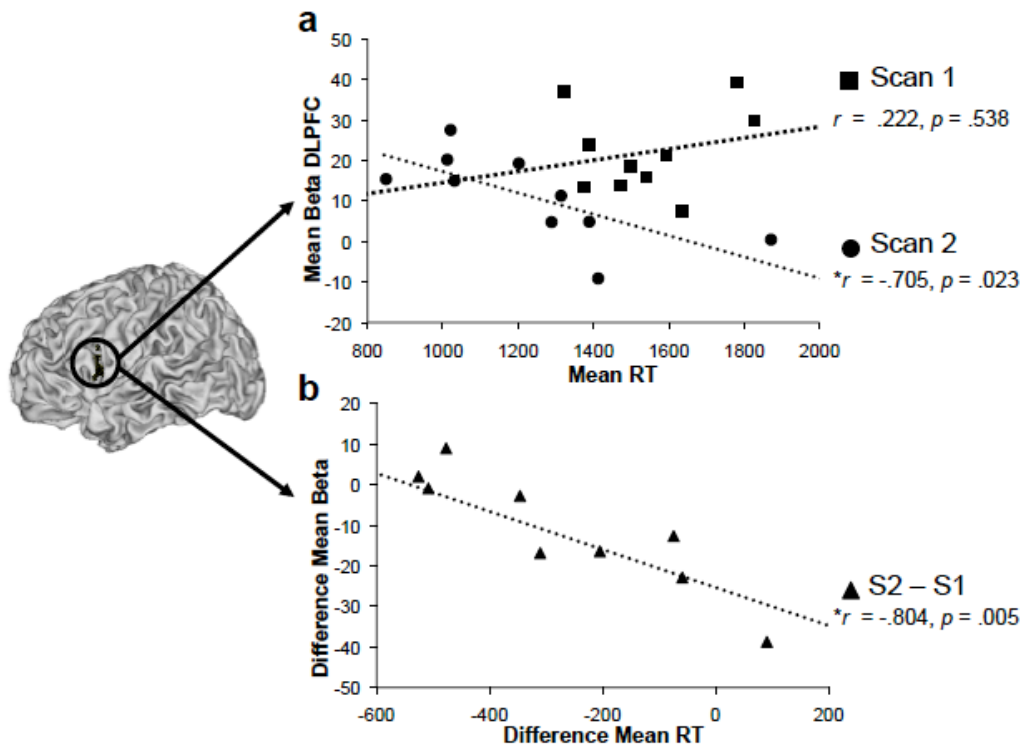 a
50
40
30
20
10
0
-10
-20
Mean Beta DLPFC
800 1000 1200 1400 1600 1800 2000
Mean RT
Scan 1
r = .222, p = .538
Scan 2
*r = -.705, p = .023
b
20
10
0
-10
-20
-30
-40
-50
Difference Mean Beta
-600 -400 -200 0 200
Difference Mean RT
S2 – S1
*r = -.804, p = .005